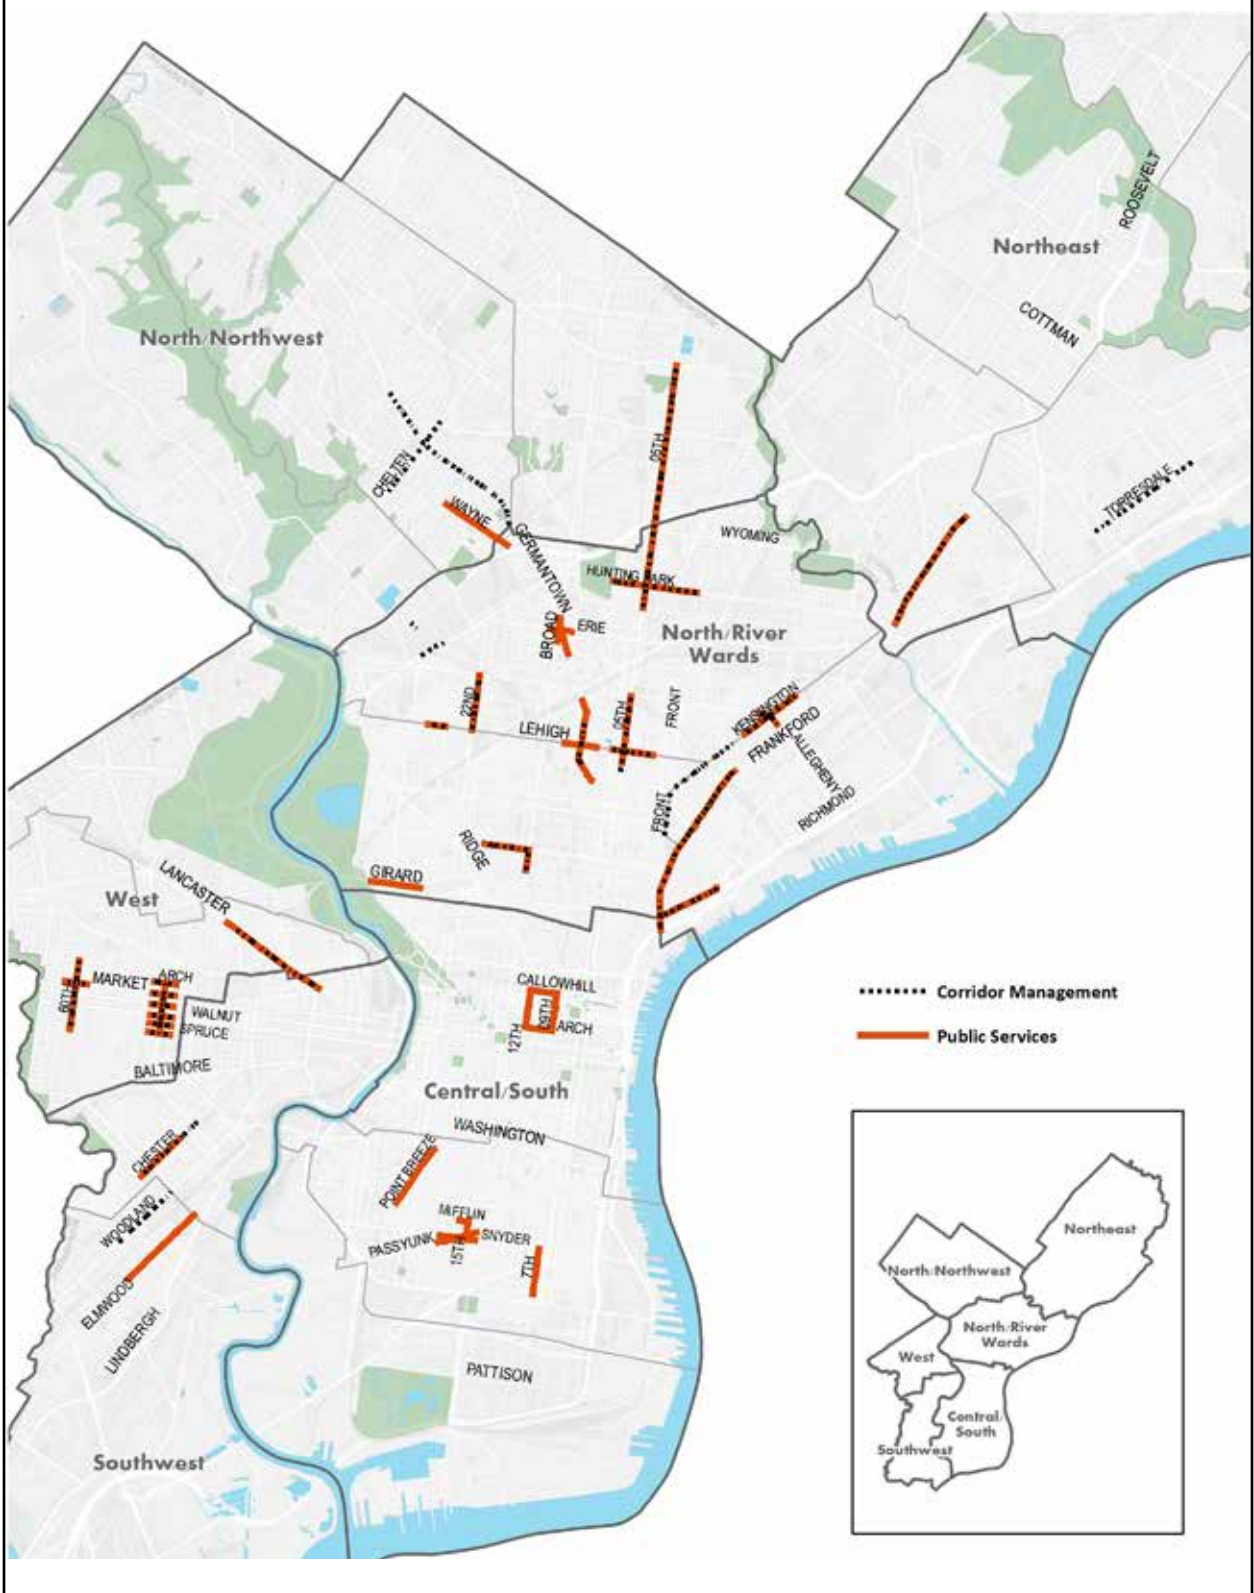 ROOSEVELT
Northeast
COTTMAN
North/Northwest
05TH
CHELTEN
TORRESDALE
WAYNE
GERMANTOWN
WYOMING
HUNTING PARK
BROAD
ERIE
North/River
Wards
22ND
05TH
FRONT
KENSINGTON
LEHIGH
FRANKFORD
ALLEGHENY
FRONT
RICHMOND
RIDGE
LANCASTER
GIRARD
West
MARKET
ARCH
60TH
WALNUT
SPRUCE
BALTIMORE
CALLOWHILL
09TH
12TH
ARCH
Corridor Management
Public Services
Central/South
WASHINGTON
CHESTER
POINT BREEZE
WOODLAND
MIFFLIN
PASSYUNK
15TH
SNYDER
7TH
ELMWOOD
LINDBERGH
PATTISON
Southwest
Northeast
North/Northwest
North/River
Wards
West
Central/
South
Southwest